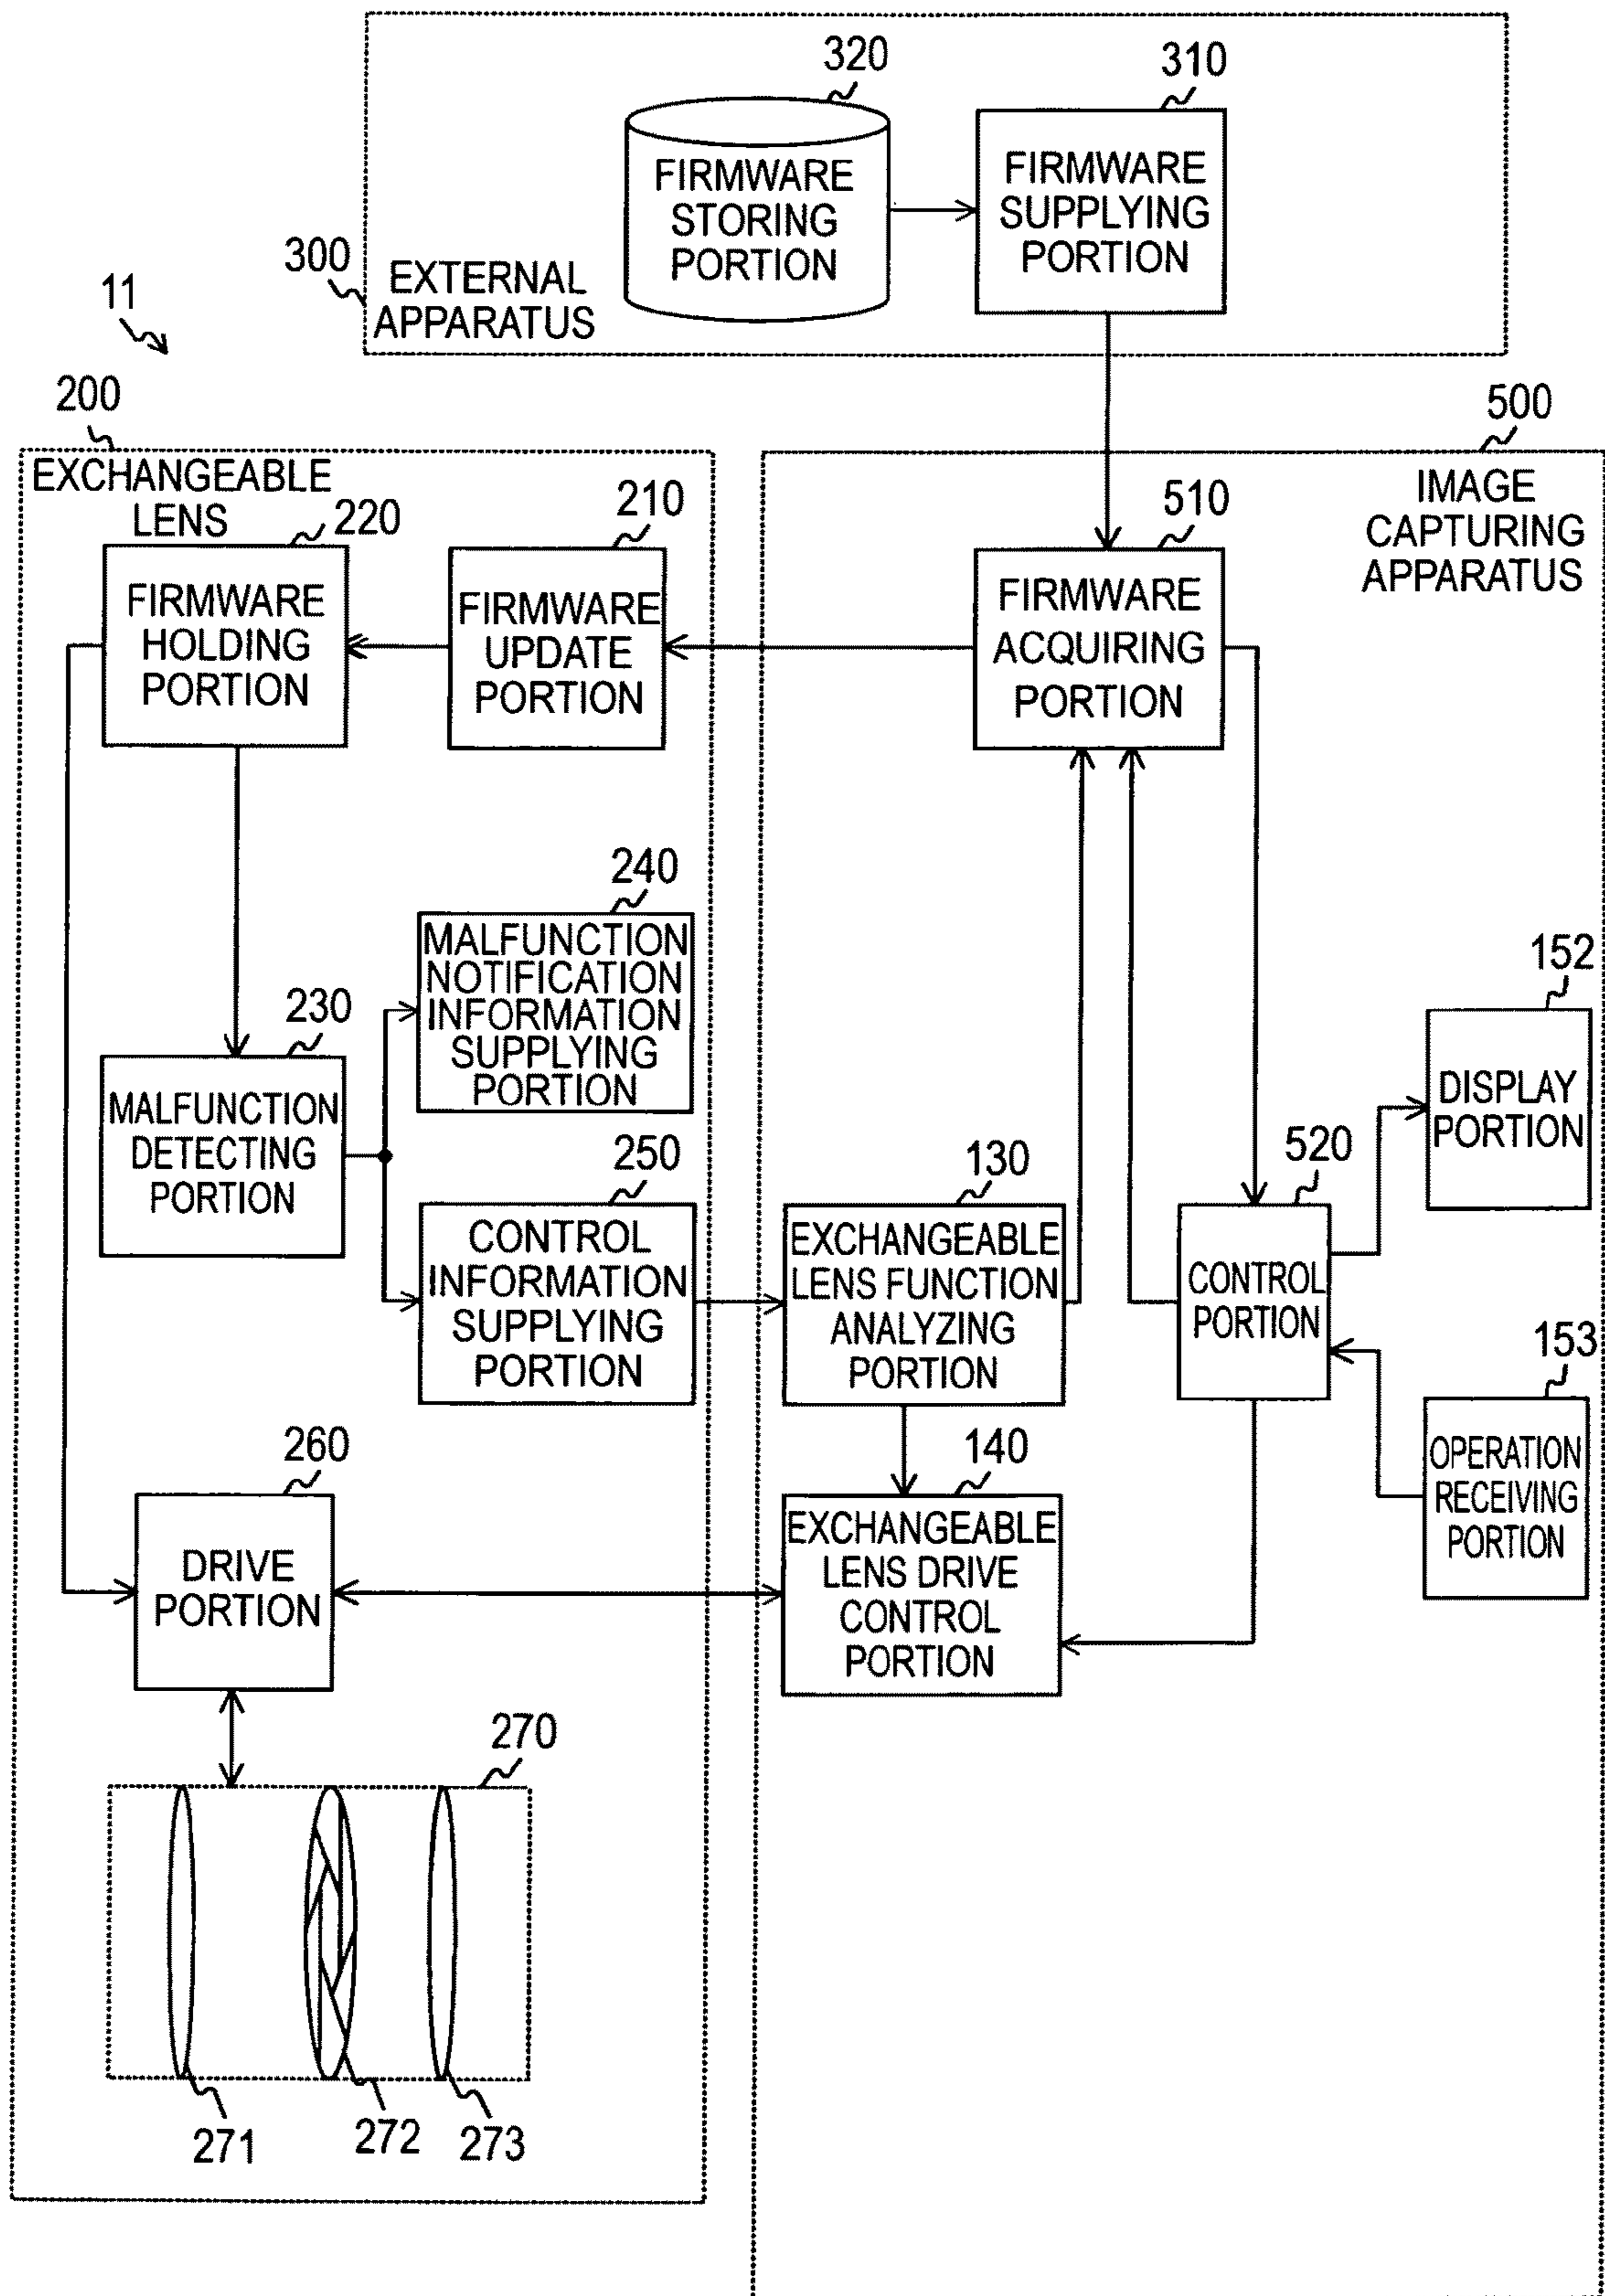 320
310
FIRMWARE
STORING
PORTION
FIRMWARE
SUPPLYING
PORTION
300
EXTERNAL
APPARATUS
11
200
500
EXCHANGEABLE
LENS
220
210
510
IMAGE
CAPTURING
APPARATUS
FIRMWARE
HOLDING
PORTION
FIRMWARE
UPDATE
PORTION
FIRMWARE
ACQUIRING
PORTION
240
MALFUNCTION
NOTIFICATION
INFORMATION
SUPPLYING
PORTION
152
DISPLAY
PORTION
230
MALFUNCTION
DETECTING
PORTION
250
CONTROL
INFORMATION
SUPPLYING
PORTION
130
EXCHANGEABLE
LENS FUNCTION
ANALYZING
PORTION
520
CONTROL
PORTION
153
OPERATION
RECEIVING
PORTION
260
DRIVE
PORTION
140
EXCHANGEABLE
LENS DRIVE
CONTROL
PORTION
270
271
272
273